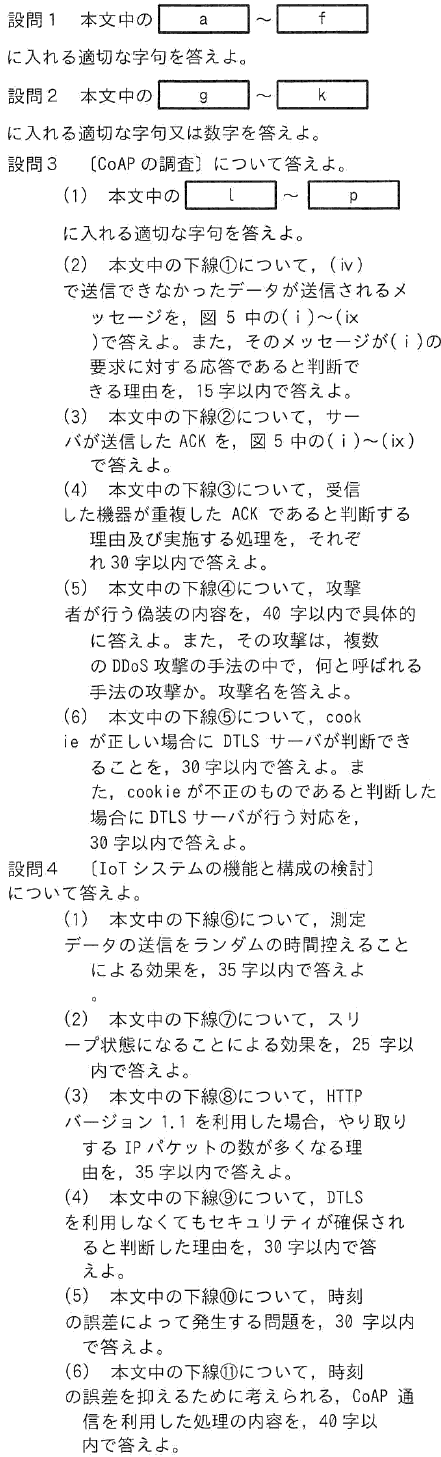 設問１　本文中の a ～ f
に入れる適切な字句を答えよ。
設問２　本文中の g ～ k
に入れる適切な字句又は数字を答えよ。
設問３　〔CoAP の調査〕について答えよ。
(1)　本文中の l ～ p
に入れる適切な字句を答えよ。
(2)　本文中の下線①について，(ⅳ)
で送信できなかったデータが送信されるメ
ッセージを，図 5 中の(ⅰ)～(ⅸ
)で答えよ。また，そのメッセージが(ⅰ)の
要求に対する応答であると判断で
きる理由を，15 字以内で答えよ。
(3)　本文中の下線②について，サー
バが送信した ACK を，図 5 中の(ⅰ)～(ⅸ)
で答えよ。
(4)　本文中の下線③について，受信
した機器が重複した ACK であると判断する
理由及び実施する処理を，それぞ
れ 30 字以内で答えよ。
(5)　本文中の下線④について，攻撃
者が行う偽装の内容を，40 字以内で具体的
に答えよ。また，その攻撃は，複数
の DDoS 攻撃の手法の中で，何と呼ばれる
手法の攻撃か。攻撃名を答えよ。
(6)　本文中の下線⑤について，cook
ie が正しい場合に DTLS サーバが判断でき
ることを，30 字以内で答えよ。ま
た，cookie が不正のものであると判断した
場合に DTLS サーバが行う対応を，
30 字以内で答えよ。
設問４　〔IoT システムの機能と構成の検討〕
について答えよ。
(1)　本文中の下線⑥について，測定
データの送信をランダムの時間控えること
による効果を，35 字以内で答えよ
。
(2)　本文中の下線⑦について，スリ
ープ状態になることによる効果を，25 字以
内で答えよ。
(3)　本文中の下線⑧について，HTTP
バージョン 1.1 を利用した場合，やり取り
する IP パケットの数が多くなる理
由を，35 字以内で答えよ。
(4)　本文中の下線⑨について，DTLS
を利用しなくてもセキュリティが確保され
ると判断した理由を，30 字以内で答
えよ。
(5)　本文中の下線⑩について，時刻
の誤差によって発生する問題を，30 字以内
で答えよ。
(6)　本文中の下線⑪について，時刻
の誤差を抑えるために考えられる，CoAP 通
信を利用した処理の内容を，40 字以
内で答えよ。